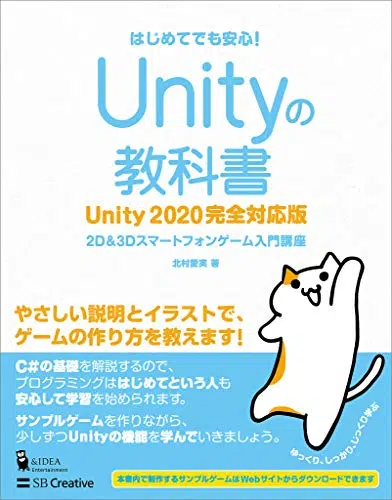 はじめてでも安心!
Unityの
教科書
Unity 2020完全対応版
2D&3Dスマートフォンゲーム入門講座
北村愛実 著
やさしい説明とイラストで、
ゲームの作り方を教えます!
C#の基礎を解説するので、
プログラミングははじめてという人も
安心して学習を始められます。
サンプルゲームを作りながら、
少しずつUnityの機能を学んでいきましょう。
ゆっくり、しっかり、じっくり学ぶ
&IDEA
Entertainment
SB Creative
本書内で制作するサンプルゲームはWebサイトからダウンロードできます